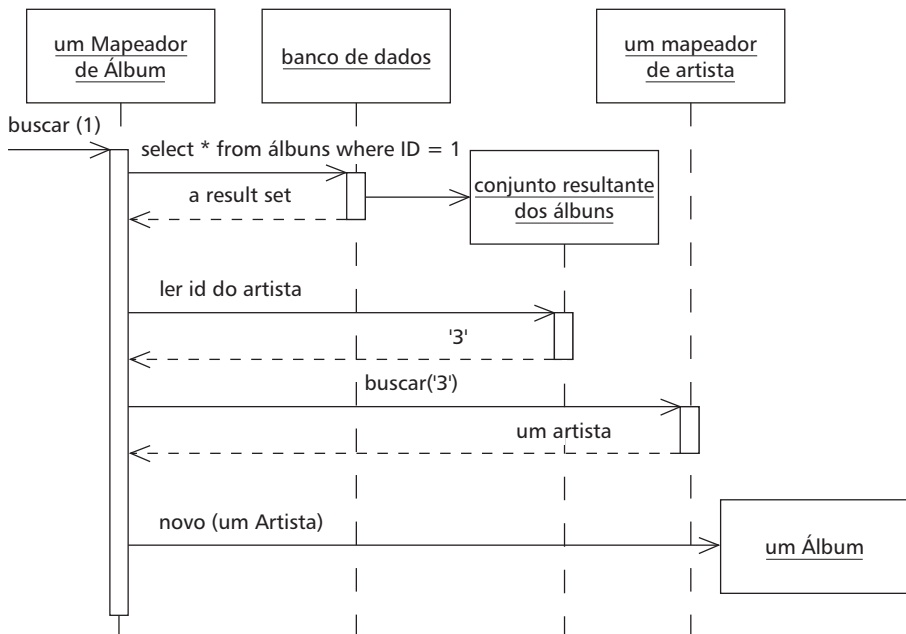 um Mapeador
de Álbum
banco de dados
um mapeador
de artista
buscar (1)
select * from álbuns where ID = 1
a result set
conjunto resultante
dos álbuns
ler id do artista
'3'
buscar('3')
um artista
novo (um Artista)
um Álbum